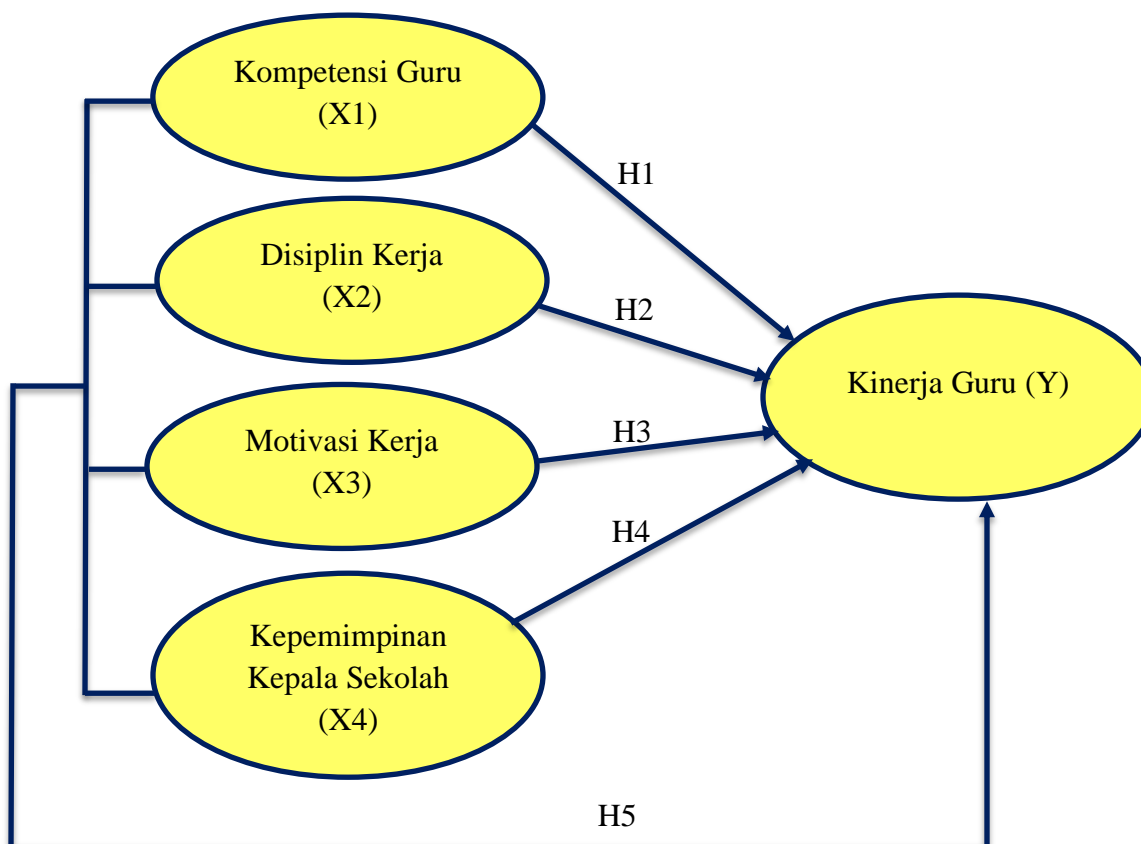 Kompetensi Guru
(X1)
H1
Disiplin Kerja
(X2)
H2
Kinerja Guru (Y)
Motivasi Kerja
(X3)
H3
H4
Kepemimpinan
Kepala Sekolah
(X4)
H5